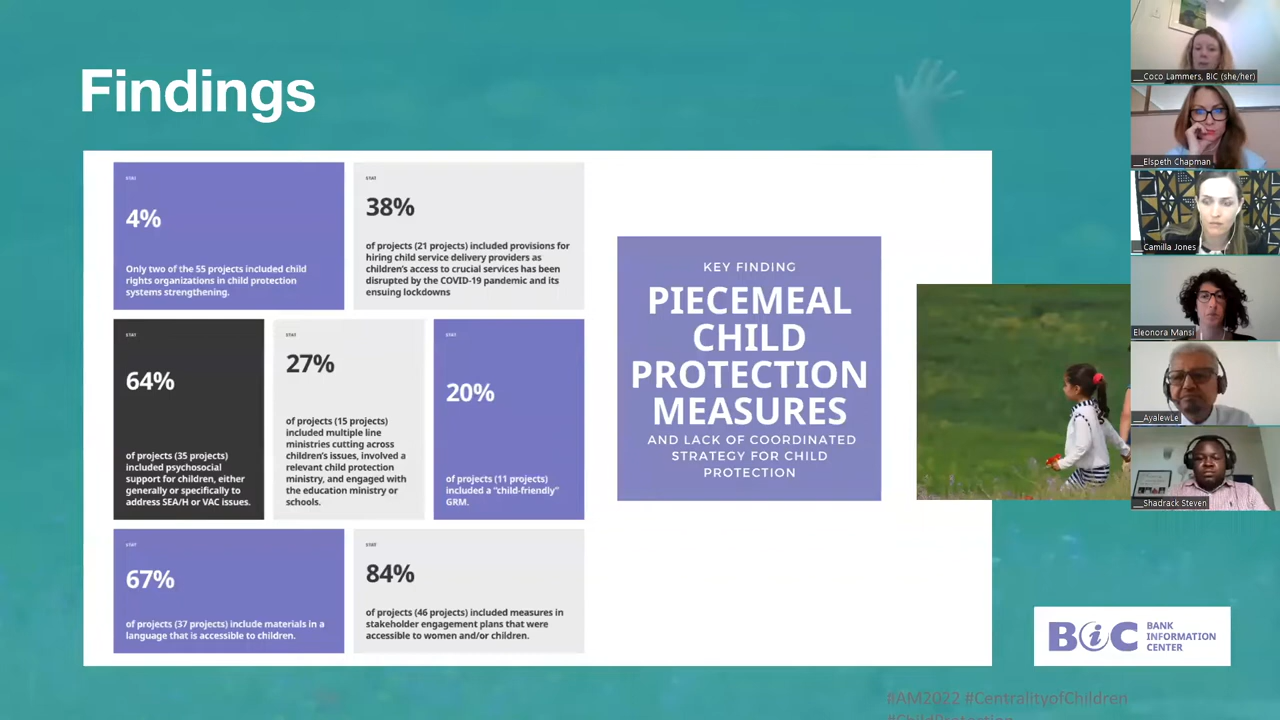 Findings
STAT
4%
Only two of the 55 projects included child
rights organizations in child protection
systems strengthening.
STAT
38%
of projects (21 projects) included provisions for
hiring child service delivery providers as
children's access to crucial services has been
disrupted by the COVID-19 pandemic and its
ensuing lockdowns
STAT
64%
of projects (35 projects)
included psychosocial
support for children, either
generally or specifically to
address SEA/H or VAC issues.
STAT
27%
of projects (15 projects)
included multiple line
ministries cutting across
children's issues, involved a
relevant child protection
ministry, and engaged with
the education ministry or
schools.
STAT
20%
of projects (11 projects)
included a "child-friendly"
GRM.
STAT
67%
of projects (37 projects) include materials in a
language that is accessible to children.
STAT
84%
of projects (46 projects) included measures in
stakeholder engagement plans that were
accessible to women and/or children.
KEY FINDING
PIECEMEAL
CHILD
PROTECTION
MEASURES
AND LACK OF COORDINATED
STRATEGY FOR CHILD
PROTECTION
__Coco Lammers, BIC (she/her)
__Elspeth Chapman
__Camilla Jones
Eleonora Mansi
__AyalewLe
__Shadrack Steven
BiC
BANK
INFORMATION
CENTER
#AM2022 #CentralityofChildren
#ChildProtection